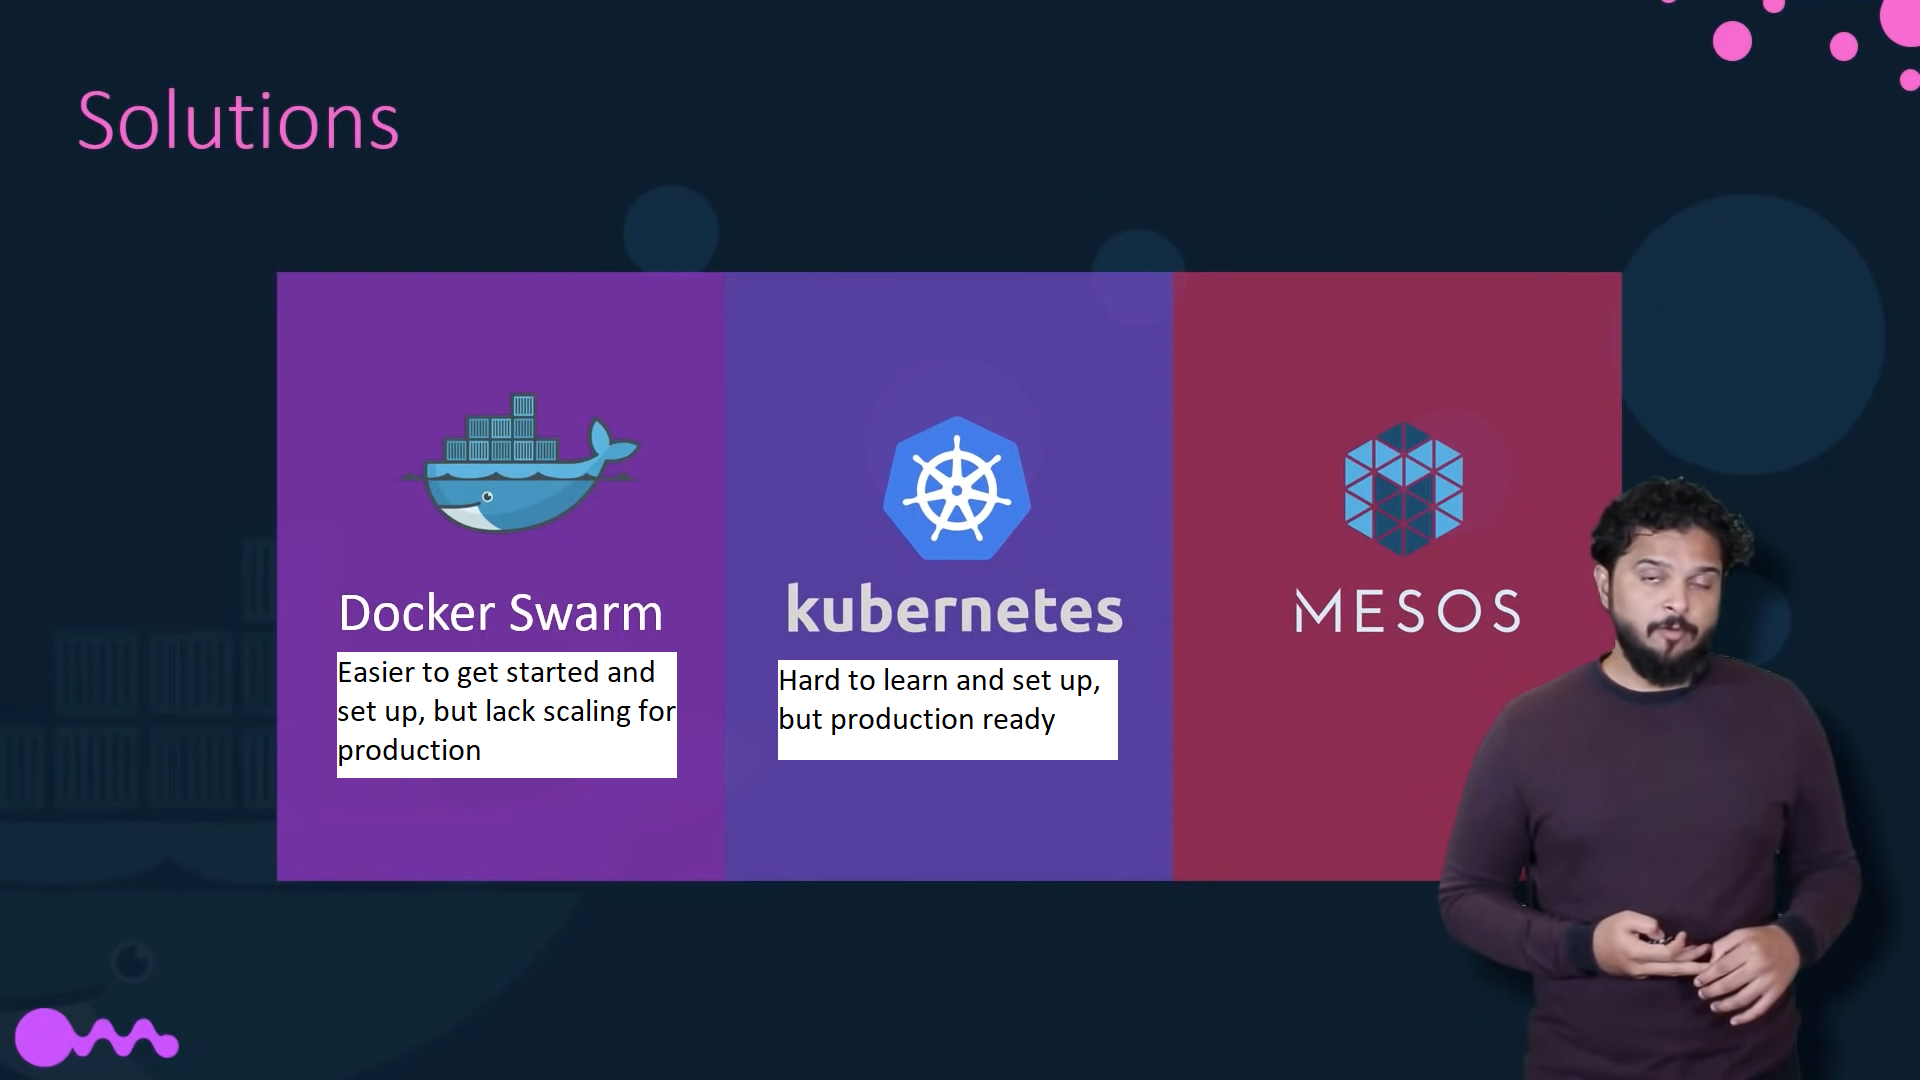 Solutions
Docker Swarm
Easier to get started and
set up, but lack scaling for
production
kubernetes
Hard to learn and set up,
but production ready
MESOS